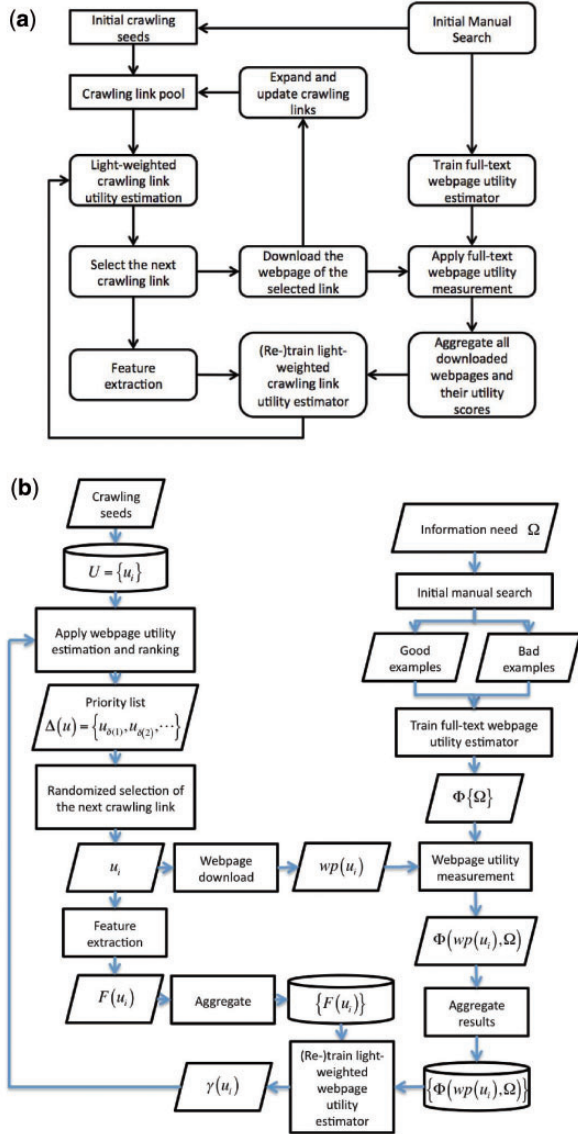 (a)
Initial crawling
seeds
Initial Manual
Search
Crawling link pool
Expand and
update crawling
links
Light-weighted
crawling link
utility estimation
Train full-text
webpage utility
estimator
Select the next
crawling link
Download the
webpage of the
selected link
Apply full-text
webpage utility
measurement
Feature
extraction
(Re-)train light-
weighted
crawling link
utility estimator
Aggregate all
downloaded
webpages and
their utility
scores
(b)
Crawling
seeds
Information need Ω
U = {u_i}
Initial manual search
Apply webpage utility
estimation and ranking
Good
examples
Bad
examples
Priority list
Δ(u) = {u_δ(1), u_δ(2), ⋯}
Train full-text webpage
utility estimator
Randomized selection of
the next crawling link
Φ{Ω}
u_i
Webpage
download
wp(u_i)
Webpage utility
measurement
Feature
extraction
Φ(wp(u_i),Ω)
F(u_i)
Aggregate
{F(u_i)}
Aggregate
results
γ(u_i)
(Re-)train light-
weighted
webpage
utility
estimator
{Φ(wp(u_i),Ω)}